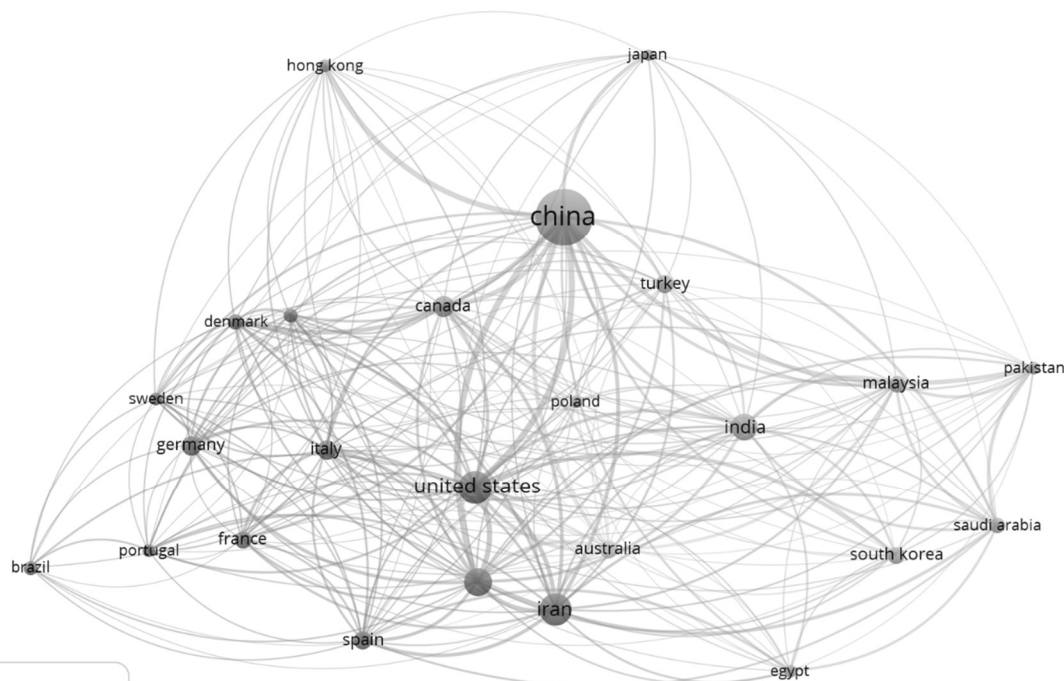 japan
hong kong
china
turkey
canada
denmark
pakistan
malaysia
sweden
poland
india
germany
italy
united states
saudi arabia
france
australia
portugal
south korea
brazil
iran
spain
egypt